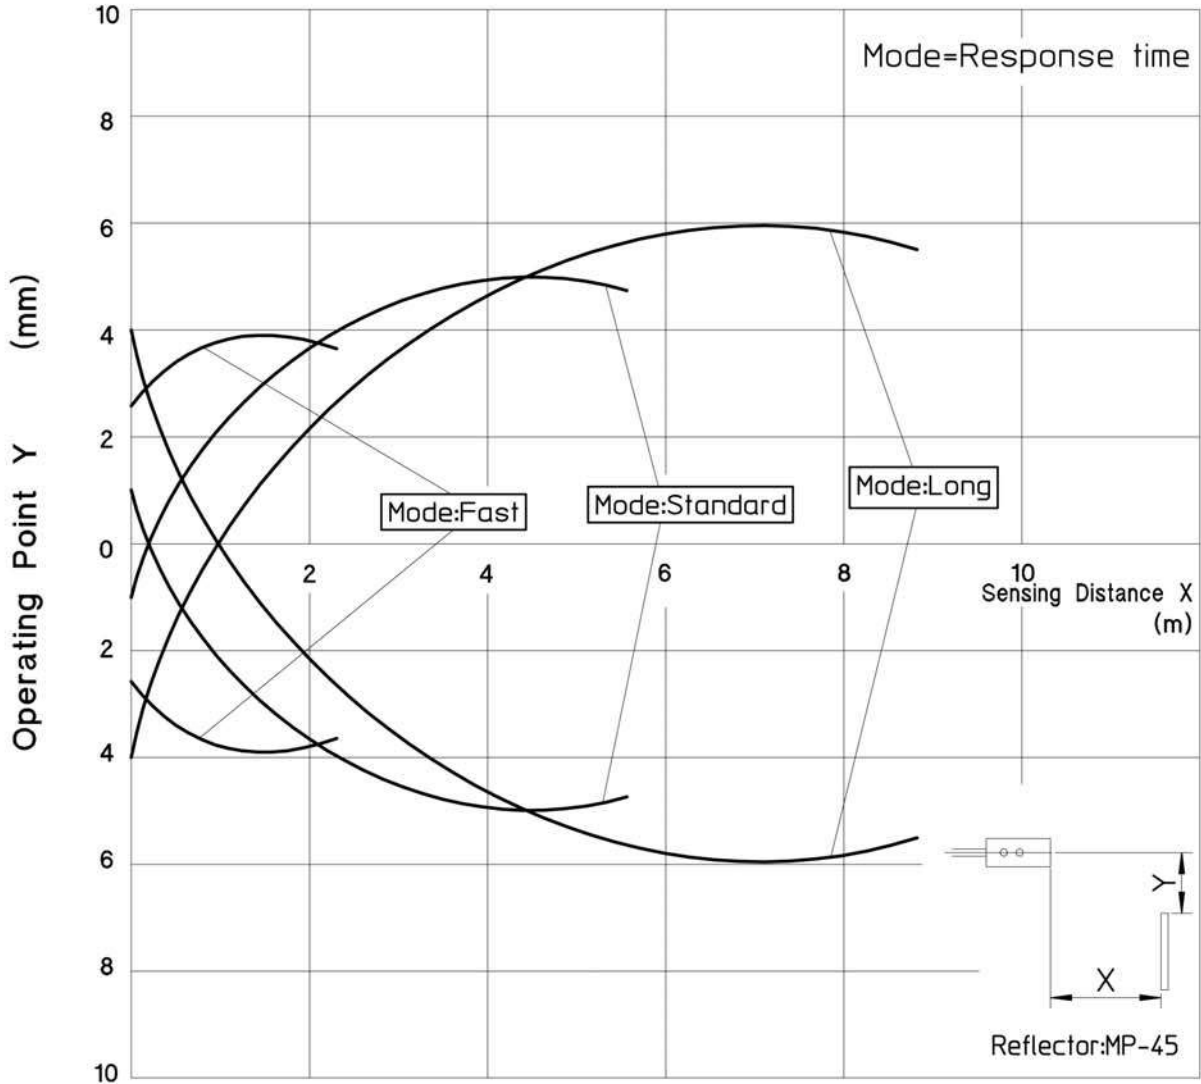 10
Mode=Response time
8
6
4
2
0
2
4
6
8
10
Operating Point Y (mm)
Mode:Fast
Mode:Standard
Mode:Long
2 4 6 8 10
Sensing Distance X
(m)
Y
X
Reflector:MP-45